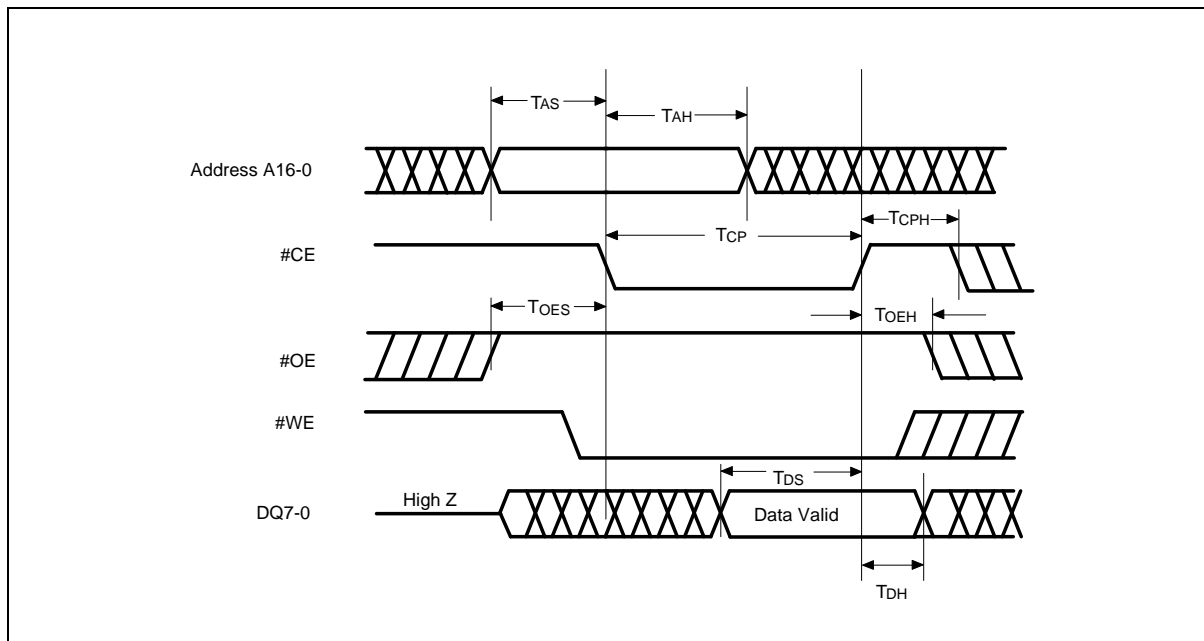 TAS
TAH
Address A16-0
TCPH
TCP
#CE
TOES
TOEH
#OE
#WE
TDS
High Z
DQ7-0
Data Valid
TDH